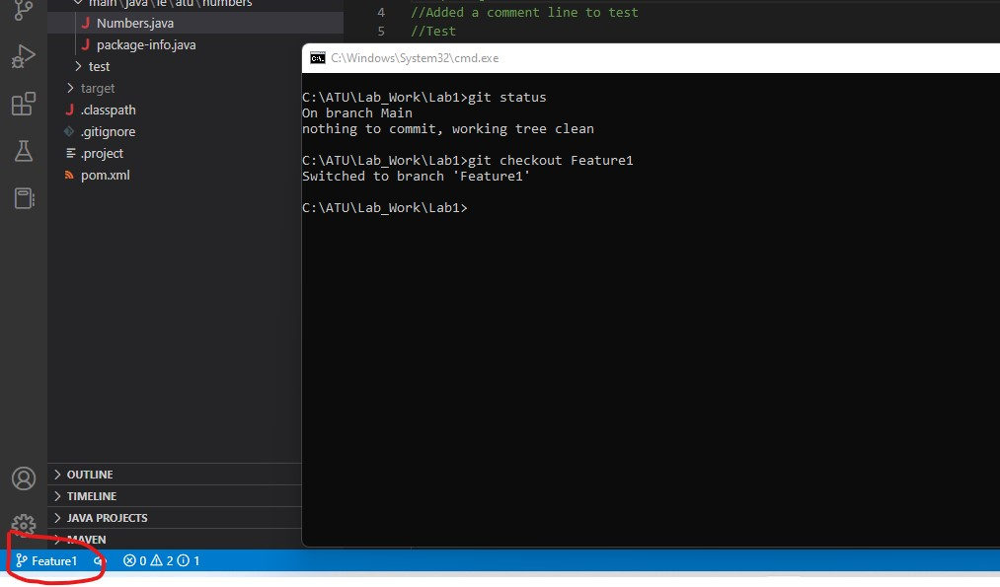 main\java\ie\atu\numbers
Numbers.java
package-info.java
test
target
.classpath
.gitignore
.project
pom.xml
4 //Added a comment line to test
5 //Test
C:\Windows\System32\cmd.exe
C:\ATU\Lab_Work\Lab1>git status
On branch Main
nothing to commit, working tree clean
C:\ATU\Lab_Work\Lab1>git checkout Feature1
Switched to branch 'Feature1'
C:\ATU\Lab_Work\Lab1>
OUTLINE
TIMELINE
JAVA PROJECTS
MAVEN
Feature1 0 2 1